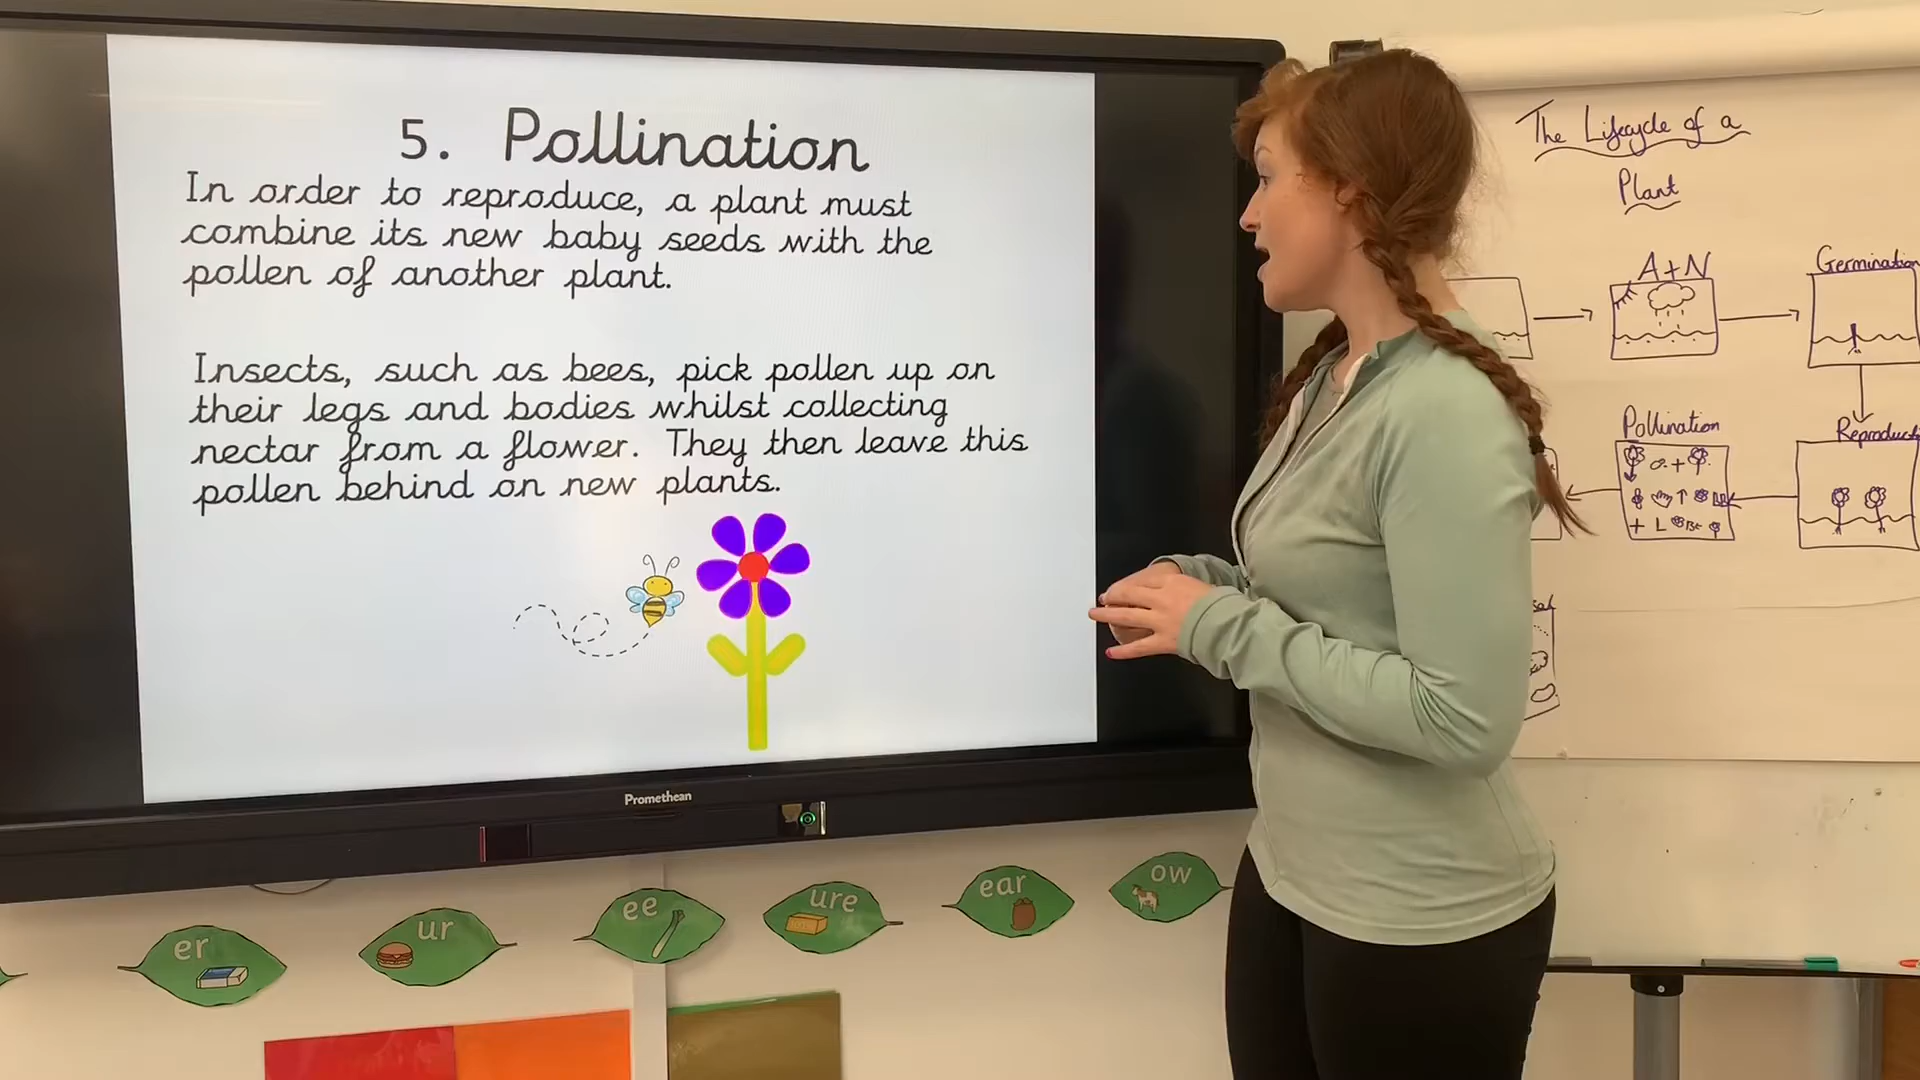 5. Pollination
In order to reproduce, a plant must
combine its new baby seeds with the
pollen of another plant.
Insects, such as bees, pick pollen up on
their legs and bodies whilst collecting
nectar from a flower. They then leave this
pollen behind on new plants.
Promethean
The Lifecycle of a
Plant
A+N
Germination
Pollination
Reproducti
er
ur
ee
ure
ear
ow